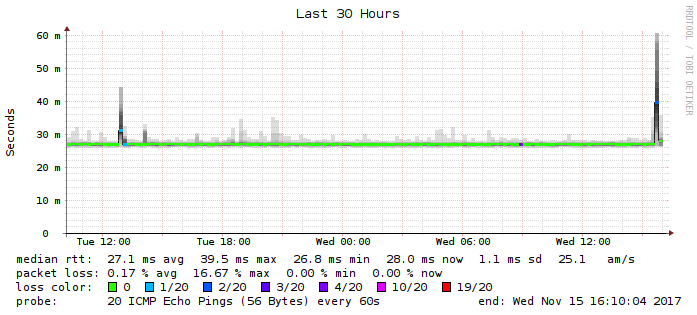 Last 30 Hours
RRDTOOL / TOBI OETIKER
Seconds
60 m
50 m
40 m
30 m
20 m
10 m
0
Tue 12:00 Tue 18:00 Wed 00:00 Wed 06:00 Wed 12:00
median rtt: 27.1 ms avg 39.5 ms max 26.8 ms min 28.0 ms now 1.1 ms sd 25.1 am/s
packet loss: 0.17 % avg 16.67 % max 0.00 % min 0.00 % now
loss color: 0 1/20 2/20 3/20 4/20 10/20 19/20
probe: 20 ICMP Echo Pings (56 Bytes) every 60s end: Wed Nov 15 16:10:04 2017